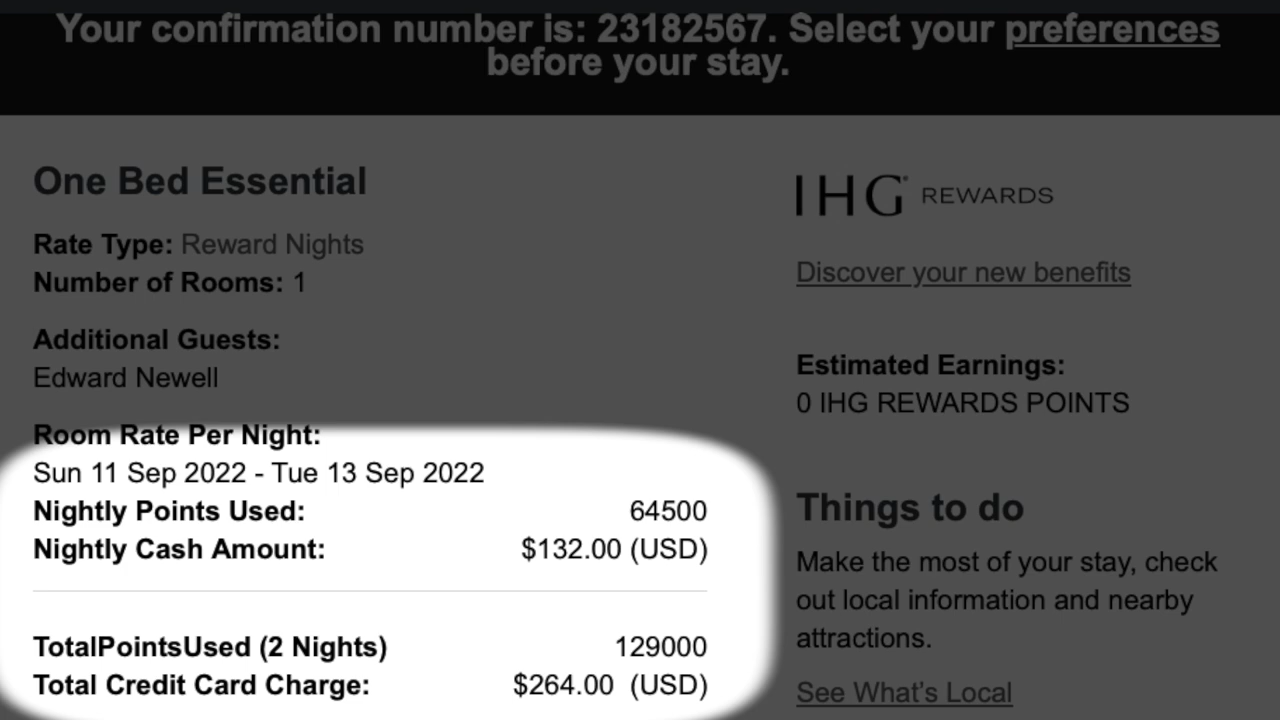 Your confirmation number is: 23182567. Select your preferences
before your stay.
One Bed Essential
Rate Type: Reward Nights
Number of Rooms: 1
Additional Guests:
Edward Newell
Room Rate Per Night:
Sun 11 Sep 2022 - Tue 13 Sep 2022
Nightly Points Used: 64500
Nightly Cash Amount: $132.00 (USD)
TotalPointsUsed (2 Nights) 129000
Total Credit Card Charge: $264.00 (USD)
IHG REWARDS
Discover your new benefits
Estimated Earnings:
0 IHG REWARDS POINTS
Things to do
Make the most of your stay, check
out local information and nearby
attractions.
See What's Local